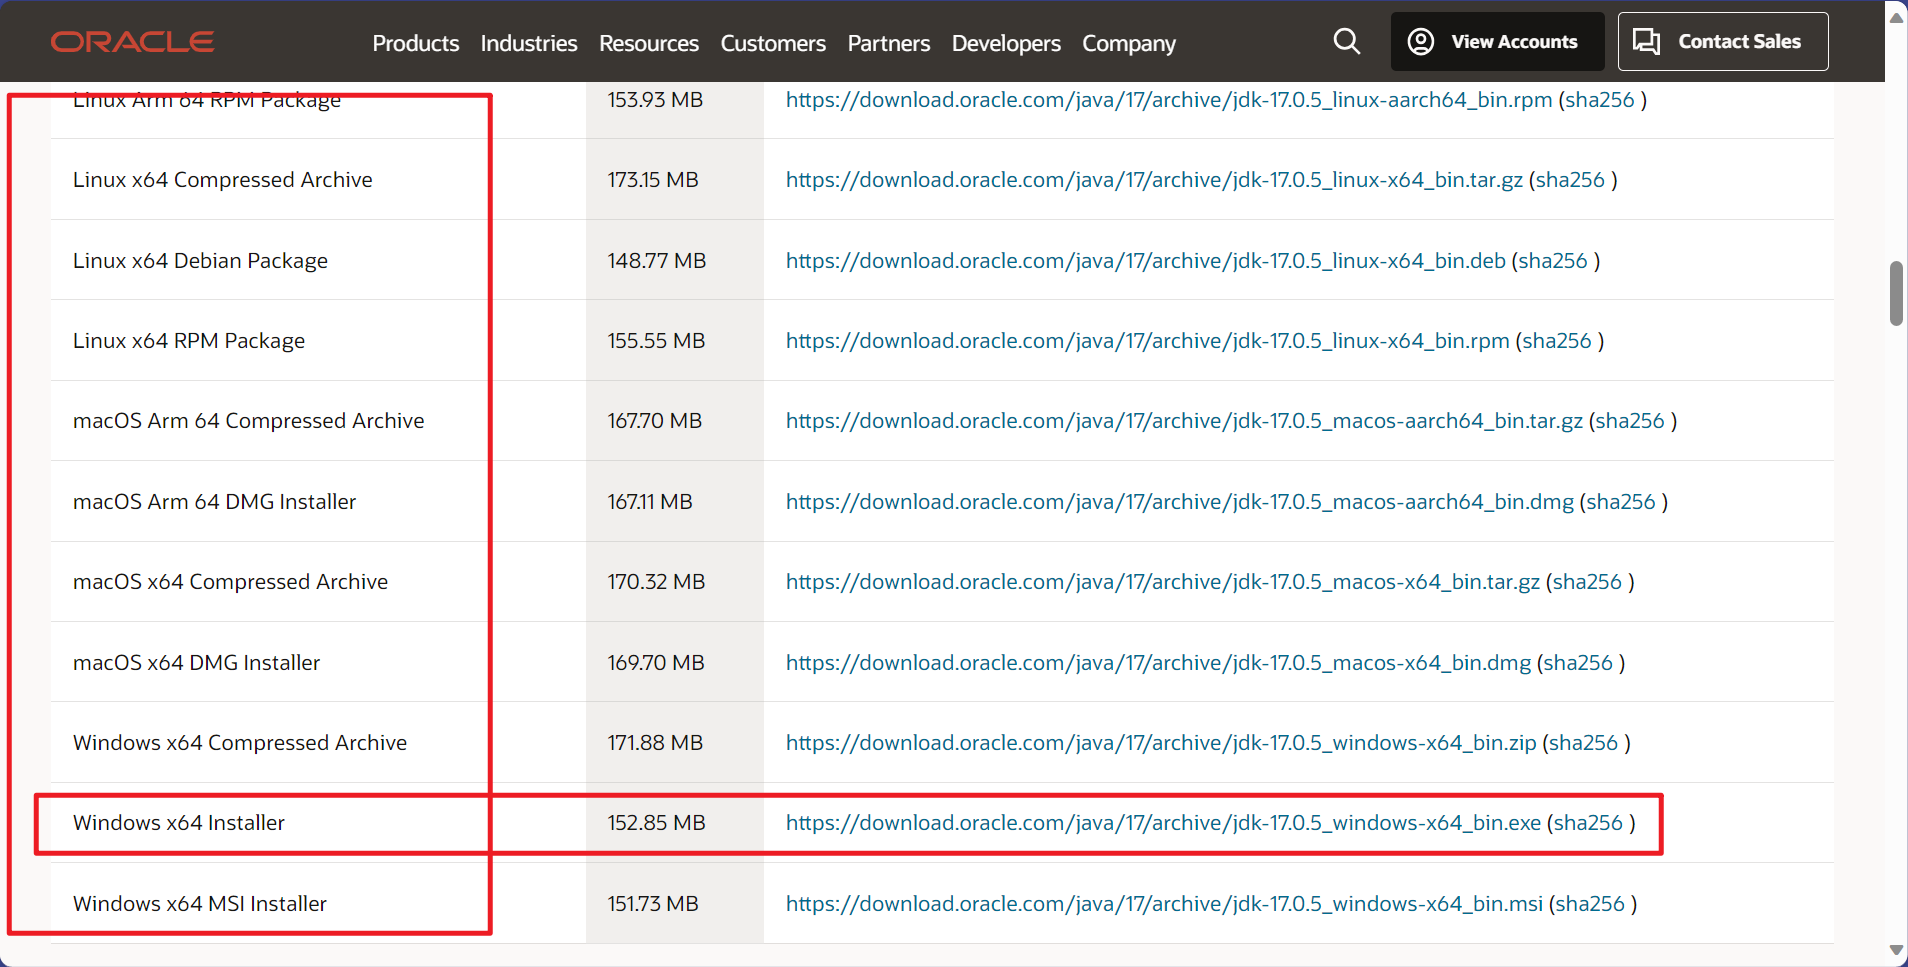 ORACLE Products Industries Resources Customers Partners Developers Company View Accounts Contact Sales
Linux Arm 64 RPM Package 153.93 MB https://download.oracle.com/java/17/archive/jdk-17.0.5_linux-aarch64_bin.rpm (sha256 )
Linux x64 Compressed Archive 173.15 MB https://download.oracle.com/java/17/archive/jdk-17.0.5_linux-x64_bin.tar.gz (sha256 )
Linux x64 Debian Package 148.77 MB https://download.oracle.com/java/17/archive/jdk-17.0.5_linux-x64_bin.deb (sha256 )
Linux x64 RPM Package 155.55 MB https://download.oracle.com/java/17/archive/jdk-17.0.5_linux-x64_bin.rpm (sha256 )
macOS Arm 64 Compressed Archive 167.70 MB https://download.oracle.com/java/17/archive/jdk-17.0.5_macos-aarch64_bin.tar.gz (sha256 )
macOS Arm 64 DMG Installer 167.11 MB https://download.oracle.com/java/17/archive/jdk-17.0.5_macos-aarch64_bin.dmg (sha256 )
macOS x64 Compressed Archive 170.32 MB https://download.oracle.com/java/17/archive/jdk-17.0.5_macos-x64_bin.tar.gz (sha256 )
macOS x64 DMG Installer 169.70 MB https://download.oracle.com/java/17/archive/jdk-17.0.5_macos-x64_bin.dmg (sha256 )
Windows x64 Compressed Archive 171.88 MB https://download.oracle.com/java/17/archive/jdk-17.0.5_windows-x64_bin.zip (sha256 )
Windows x64 Installer 152.85 MB https://download.oracle.com/java/17/archive/jdk-17.0.5_windows-x64_bin.exe (sha256 )
Windows x64 MSI Installer 151.73 MB https://download.oracle.com/java/17/archive/jdk-17.0.5_windows-x64_bin.msi (sha256 )